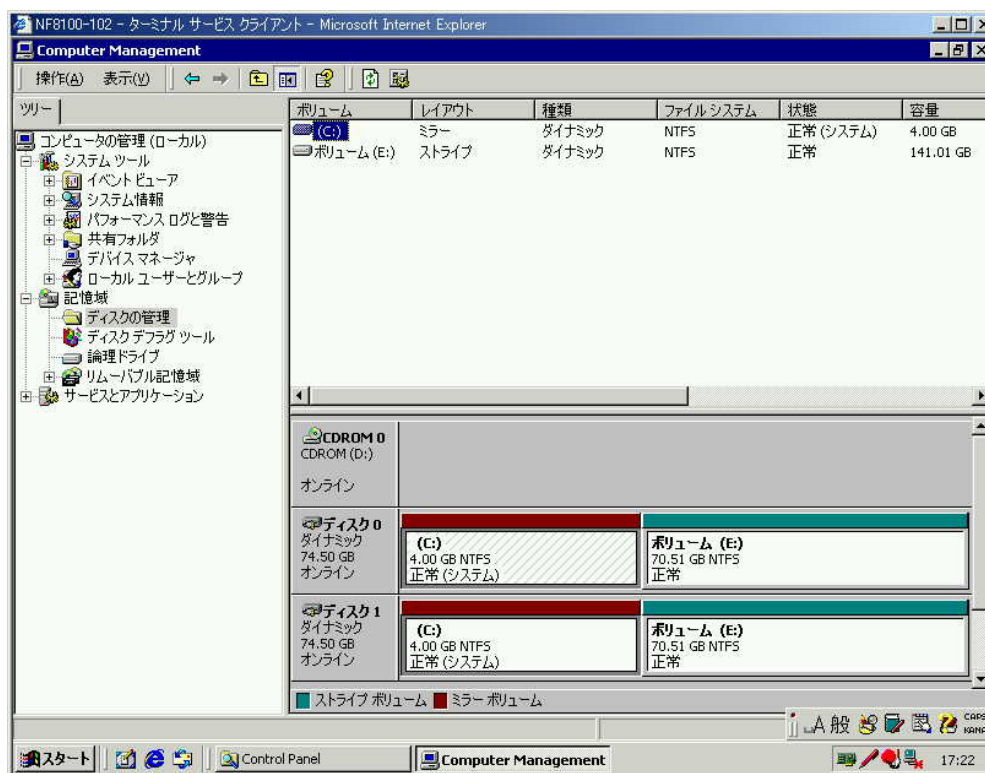 NF8100-102 - ターミナル サービス クライアント - Microsoft Internet Explorer
Computer Management
操作(A) 表示(V)
ツリー
コンピュータの管理 (ローカル)
システム ツール
イベント ビューア
システム情報
パフォーマンス ログと警告
共有フォルダ
デバイス マネージャ
ローカル ユーザーとグループ
記憶域
ディスクの管理
ディスク デフラグ ツール
論理ドライブ
リムーバブル記憶域
サービスとアプリケーション
ボリューム レイアウト 種類 ファイル システム 状態 容量
(C:) ミラー ダイナミック NTFS 正常 (システム) 4.00 GB
ボリューム (E:) ストライプ ダイナミック NTFS 正常 141.01 GB
CDROM 0
CDROM (D:)
オンライン
ディスク 0
ダイナミック
74.50 GB
オンライン
(C:)
4.00 GB NTFS
正常 (システム)
ボリューム (E:)
70.51 GB NTFS
正常
ディスク 1
ダイナミック
74.50 GB
オンライン
(C:)
4.00 GB NTFS
正常 (システム)
ボリューム (E:)
70.51 GB NTFS
正常
ストライプ ボリューム ミラー ボリューム
A 般 CAPS
KANA
スタート Control Panel Computer Management 17:22